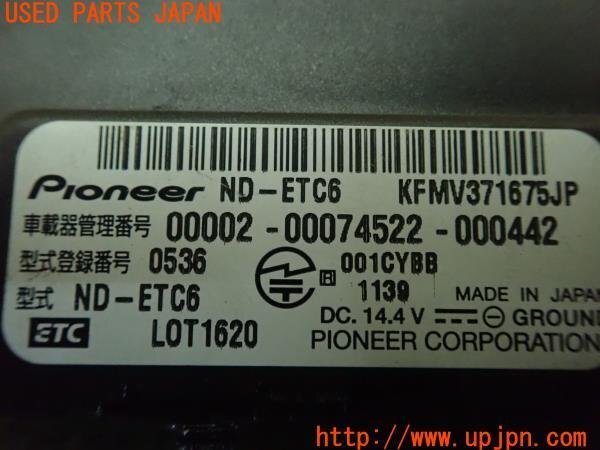 USED PARTS JAPAN
Pioneer ND-ETC6 KFMV371675JP
車載器管理番号 00002-00074522-000442
型式登録番号 0536 R 001CYBB
型式 ND-ETC6 1139 MADE IN JAPAN
DC. 14.4V GROUND
ETC LOT1620 PIONEER CORPORATION
http://www.upjpn.com/